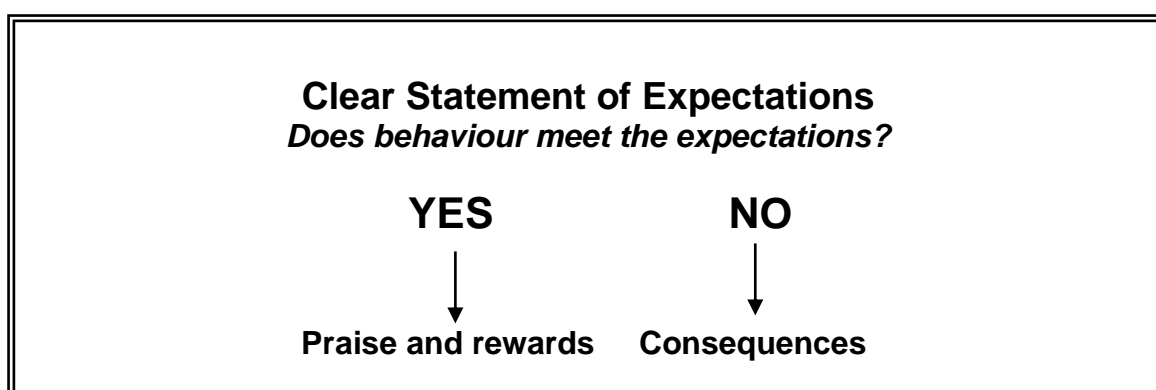 Clear Statement of Expectations
Does behaviour meet the expectations?
YES NO
Praise and rewards Consequences